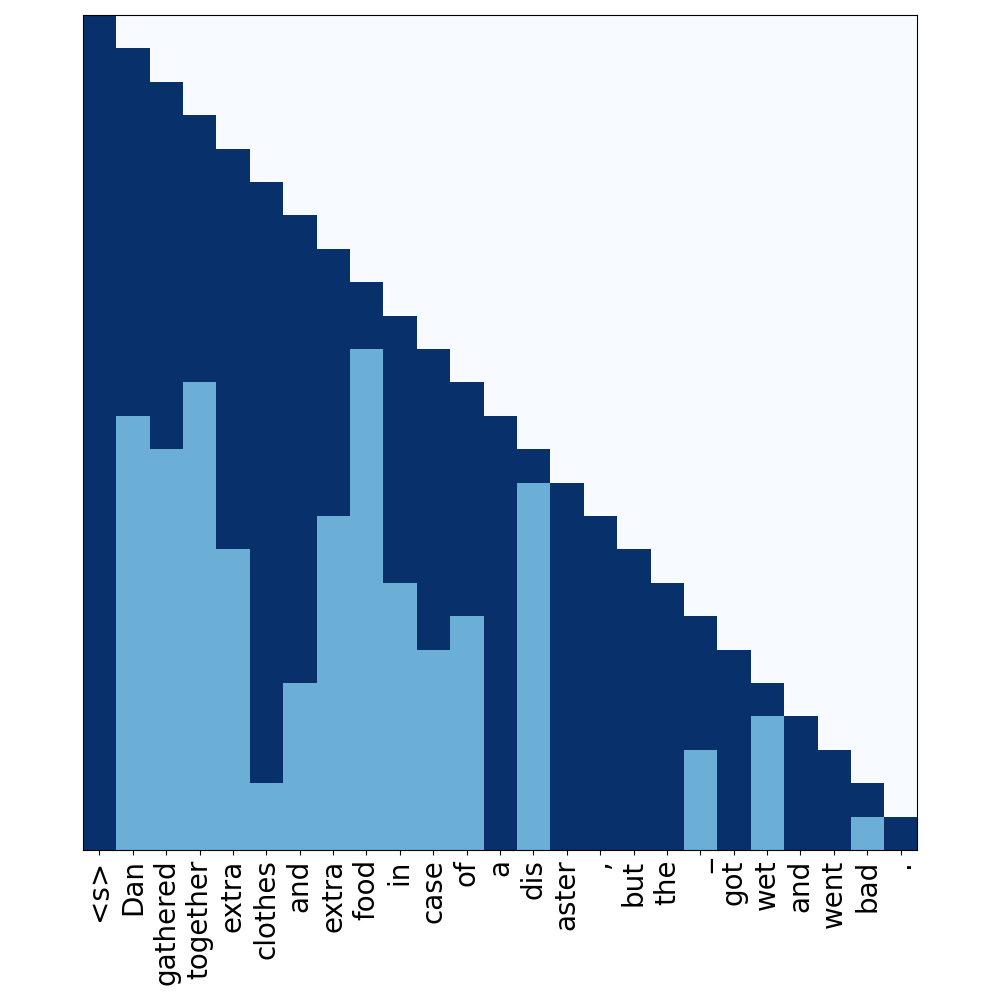 <s>
Dan
gathered
together
extra
clothes
and
extra
food
in
case
of
a
dis
aster
,
but
the
_
got
wet
and
went
bad
.